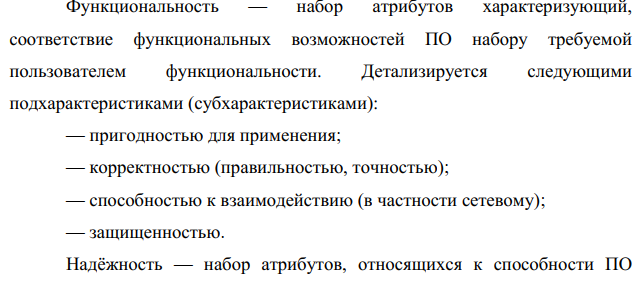 Функциональность — набор атрибутов характеризующий,
соответствие функциональных возможностей ПО набору требуемой
пользователем функциональности. Детализируется следующими
подхарактеристиками (субхарактеристиками):
— пригодностью для применения;
— корректностью (правильностью, точностью);
— способностью к взаимодействию (в частности сетевому);
— защищенностью.
Надёжность — набор атрибутов, относящихся к способности ПО